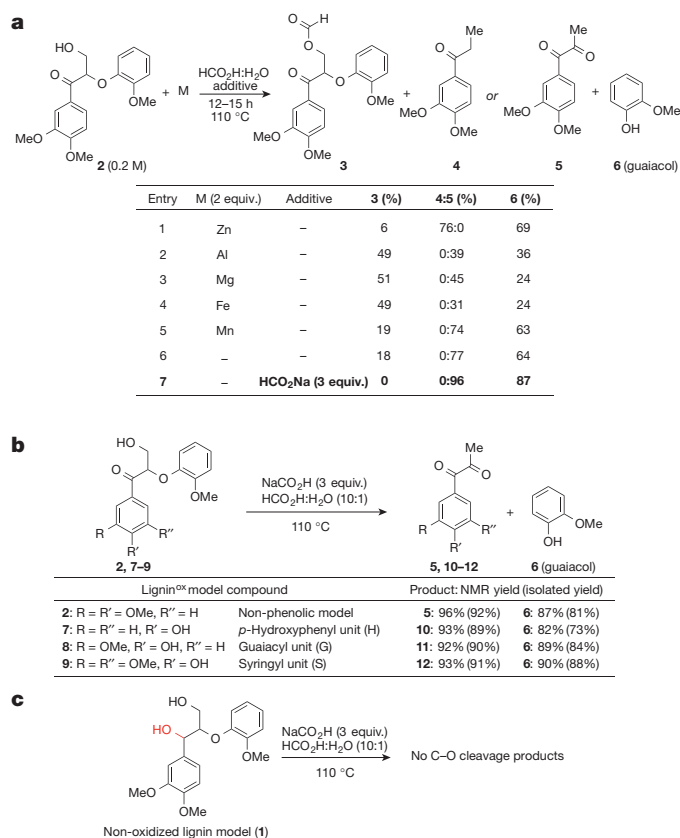 a
HO
O
O
OMe
MeO
OMe
2 (0.2 M)
+ M
HCO2H:H2O
additive
12–15 h
110 °C
O
H
O
O
O
OMe
MeO
OMe
3
+
Me
O
OMe
OMe
4
or
Me
O
O
OMe
OMe
5
+
OMe
OH
6 (guaiacol)
Entry M (2 equiv.) Additive 3 (%) 4:5 (%) 6 (%)
1 Zn – 6 76:0 69
2 Al – 49 0:39 36
3 Mg – 51 0:45 24
4 Fe – 49 0:31 24
5 Mn – 19 0:74 63
6 – – 18 0:77 64
7 – HCO2Na (3 equiv.) 0 0:96 87
b
HO
O
O
OMe
R R″
R′
2, 7–9
NaCO2H (3 equiv.)
HCO2H:H2O (10:1)
110 °C
Me
O
O
R R″
R′
5, 10–12
+
OMe
OH
6 (guaiacol)
Ligninox model compound Product: NMR yield (isolated yield)
2: R = R′ = OMe, R″ = H Non-phenolic model 5: 96% (92%) 6: 87% (81%)
7: R = R″ = H, R′ = OH p-Hydroxyphenyl unit (H) 10: 93% (89%) 6: 82% (73%)
8: R = OMe, R′ = OH, R″ = H Guaiacyl unit (G) 11: 92% (90%) 6: 89% (84%)
9: R = R″ = OMe, R′ = OH Syringyl unit (S) 12: 93% (91%) 6: 90% (88%)
c
HO
HO
O
OMe
MeO
OMe
Non-oxidized lignin model (1)
NaCO2H (3 equiv.)
HCO2H:H2O (10:1)
110 °C
No C–O cleavage products